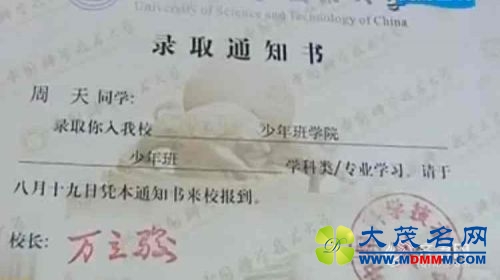 University of Science and Technology of China
录取通知书
周 天 同学:
录取你入我校 少年班学院
少年班 学科类/专业学习。请于
八月十九日凭本通知书来校报到。
校长: 万立骏
大茂名网
WWW.MDMMM.COM